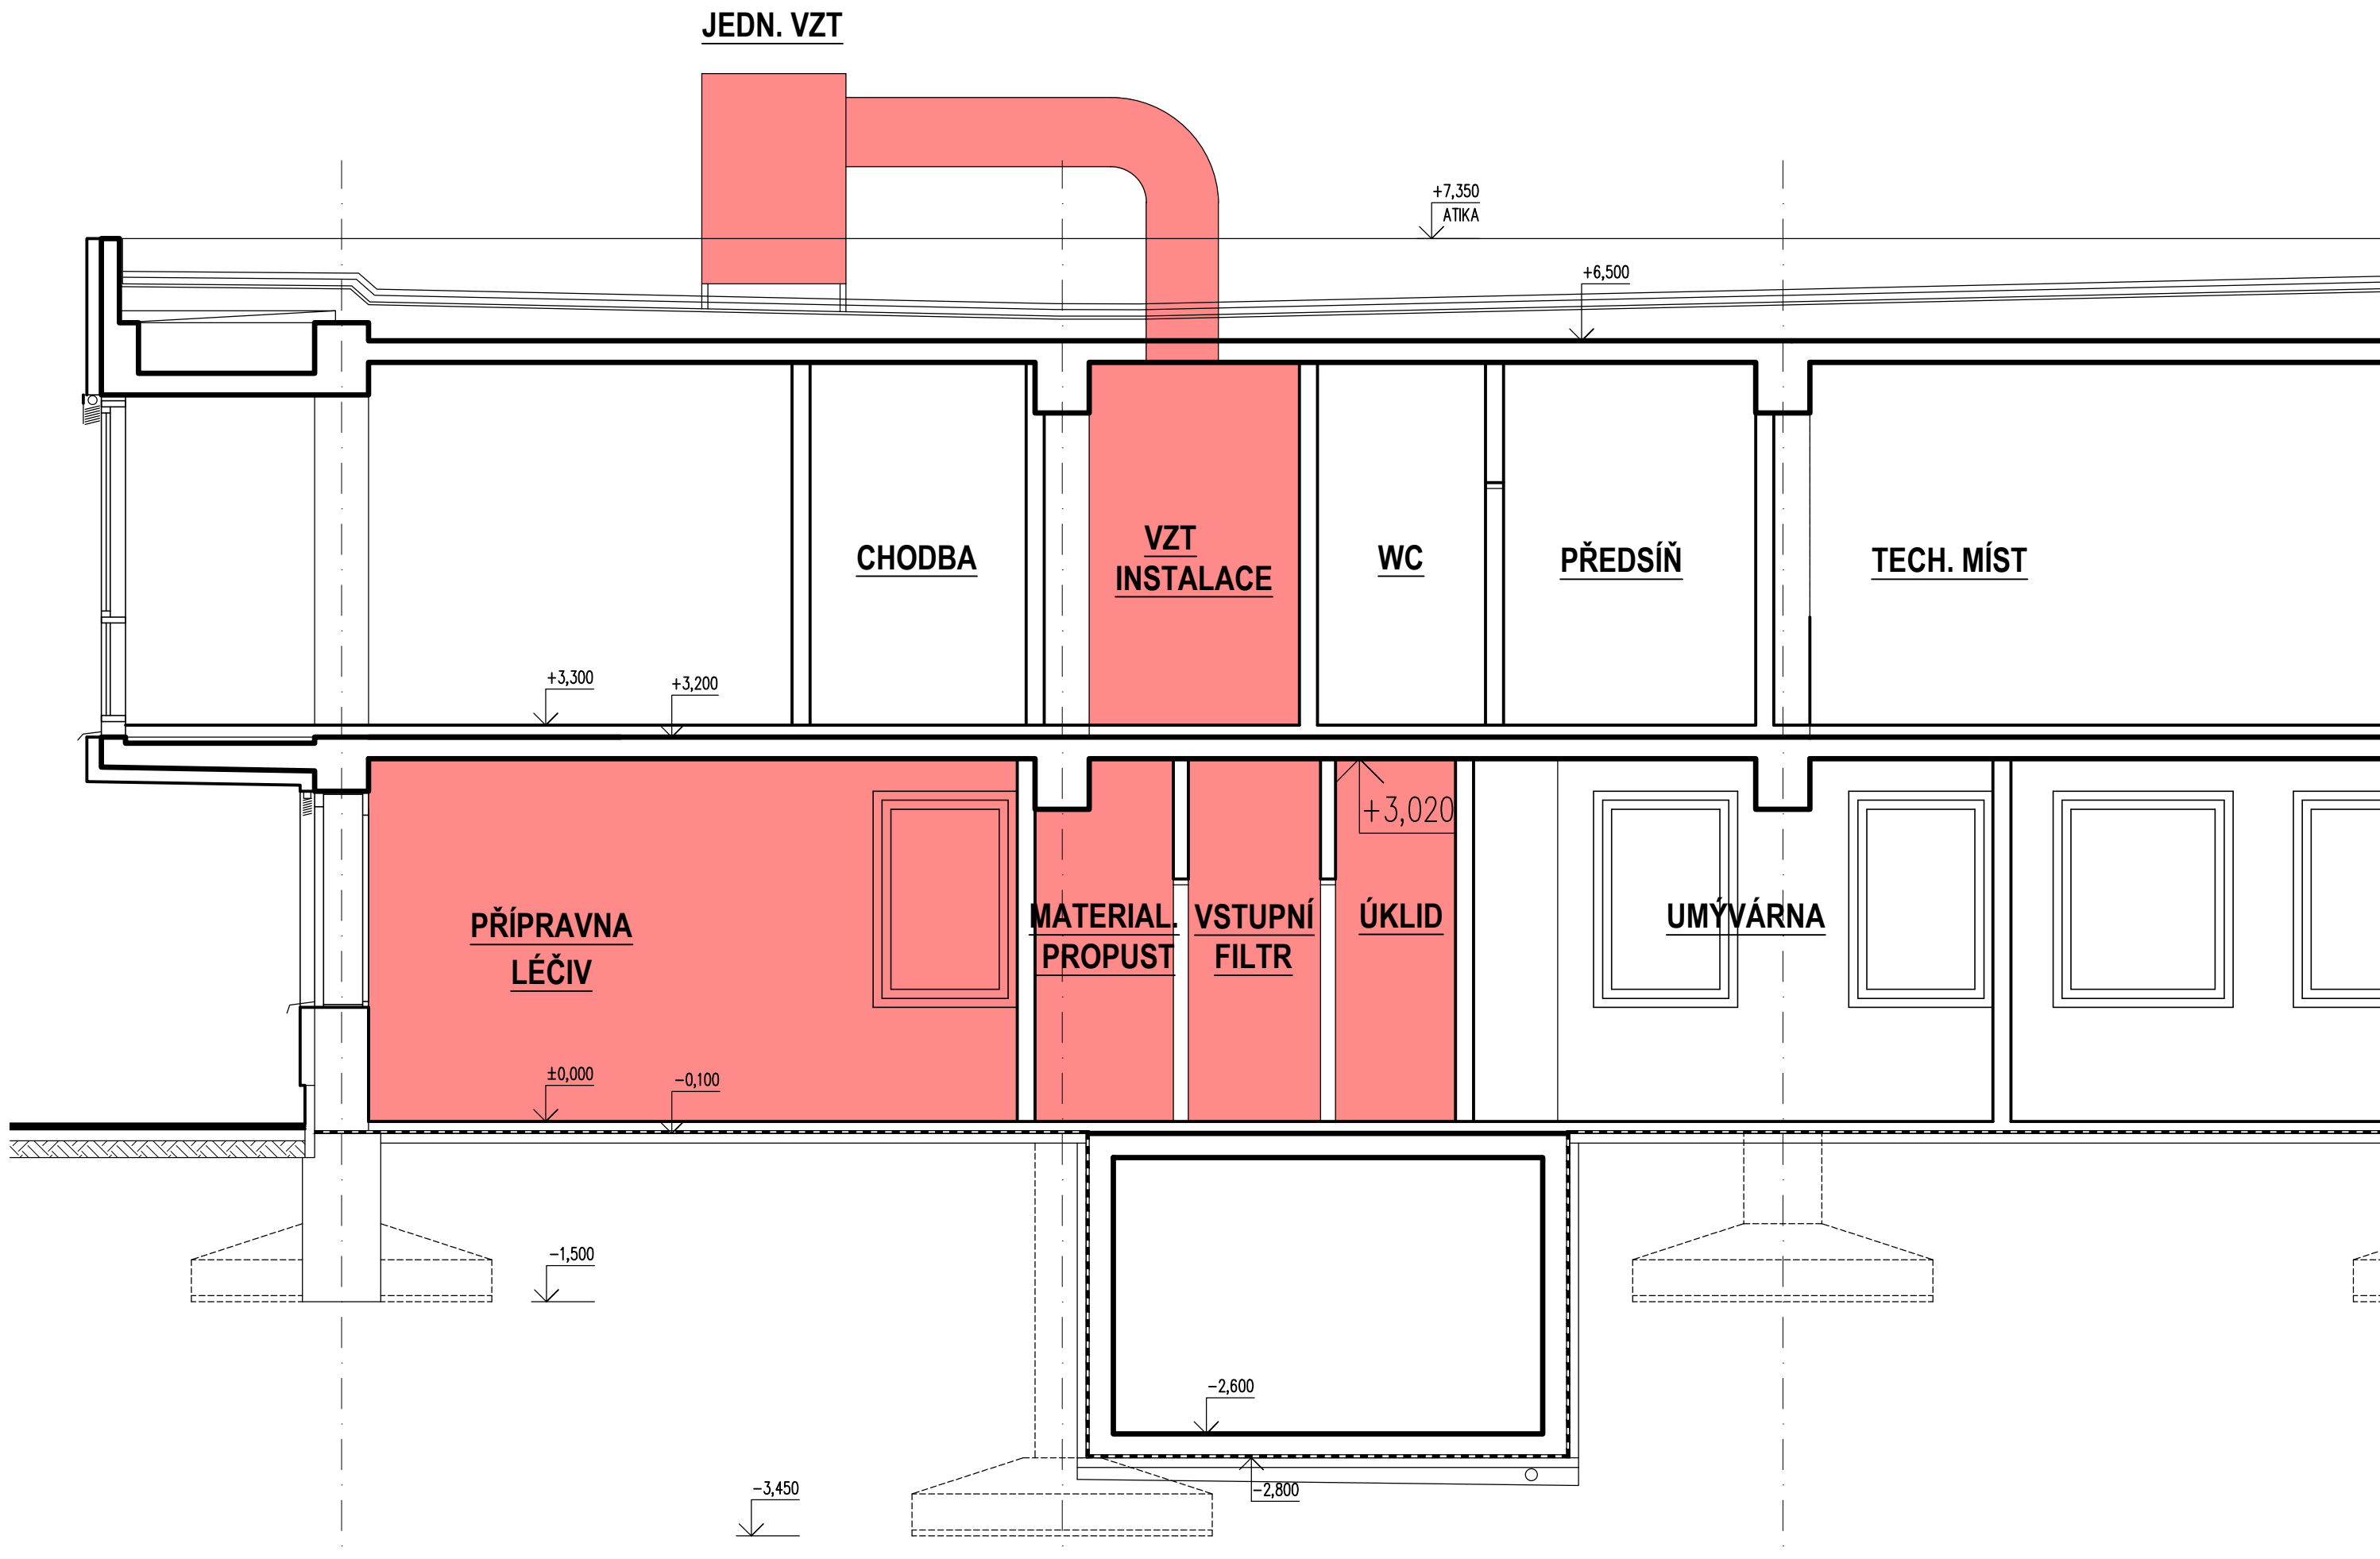 JEDN. VZT
+7,350
ATIKA
+6,500
CHODBA
VZT
INSTALACE
WC
PŘEDSÍŇ
TECH. MÍST
+3,300
+3,200
+3,020
PŘÍPRAVNA
LÉČIV
MATERIAL.
PROPUST
VSTUPNÍ
FILTR
ÚKLID
UMÝVÁRNA
±0,000
-0,100
-1,500
-2,600
-2,800
-3,450